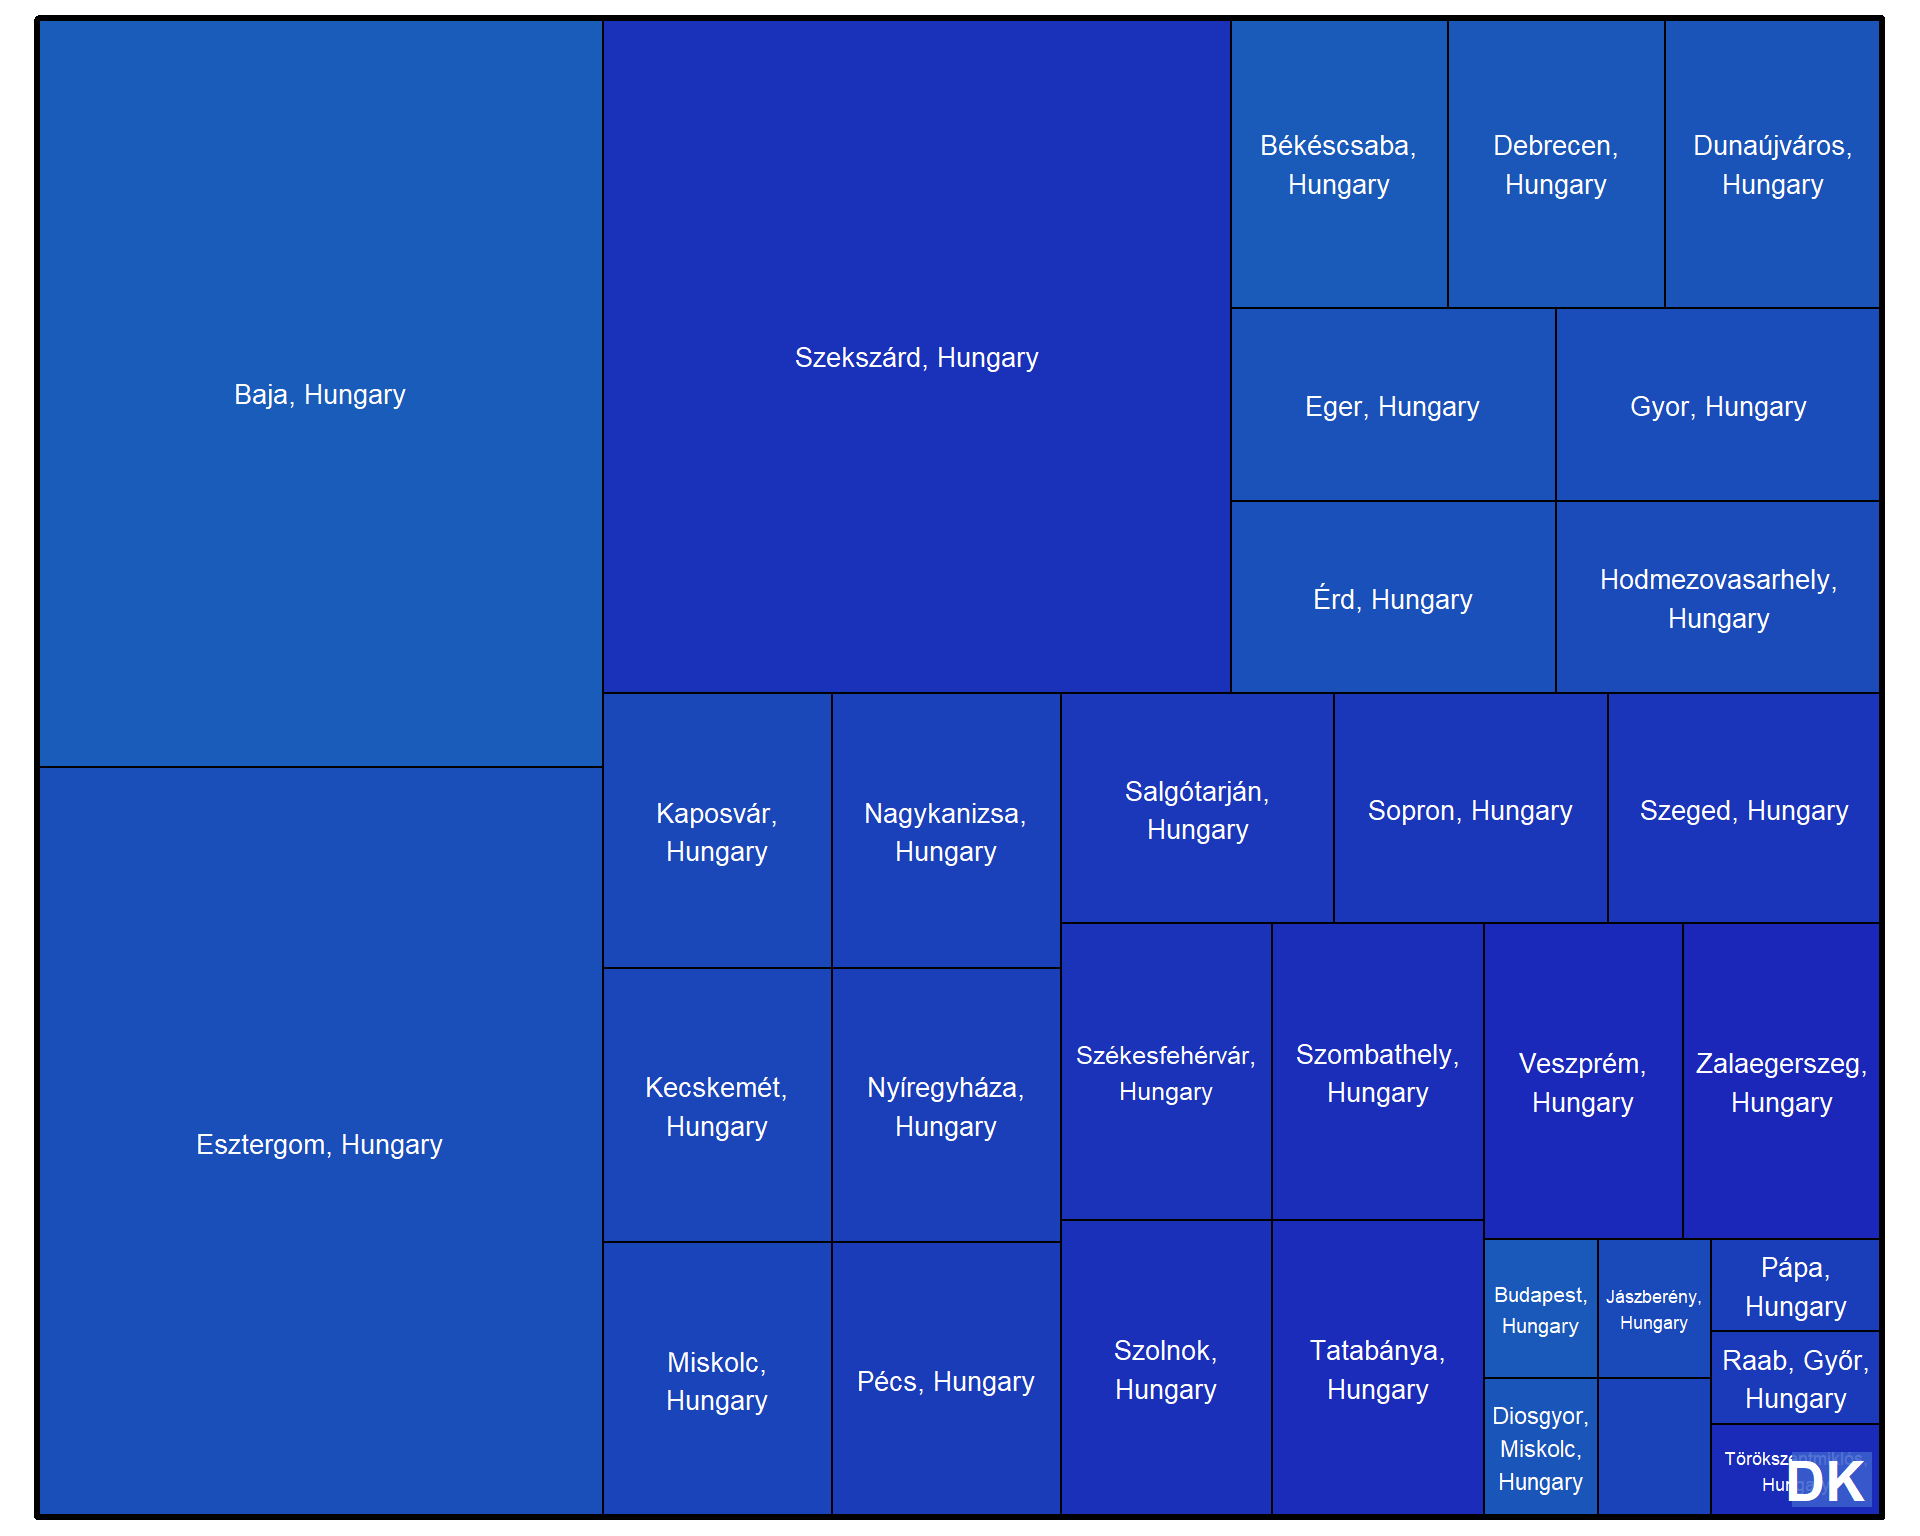 Baja, Hungary
Szekszárd, Hungary
Békéscsaba,
Hungary
Debrecen,
Hungary
Dunaújváros,
Hungary
Eger, Hungary
Gyor, Hungary
Érd, Hungary
Hodmezovasarhely,
Hungary
Esztergom, Hungary
Kaposvár,
Hungary
Nagykanizsa,
Hungary
Salgótarján,
Hungary
Sopron, Hungary
Szeged, Hungary
Kecskemét,
Hungary
Nyíregyháza,
Hungary
Székesfehérvár,
Hungary
Szombathely,
Hungary
Veszprém,
Hungary
Zalaegerszeg,
Hungary
Miskolc,
Hungary
Pécs, Hungary
Szolnok,
Hungary
Tatabánya,
Hungary
Budapest,
Hungary
Jászberény,
Hungary
Pápa,
Hungary
Diosgyor,
Miskolc,
Hungary
Raab, Győr,
Hungary
Törökszentmiklós,
Hungary
DK